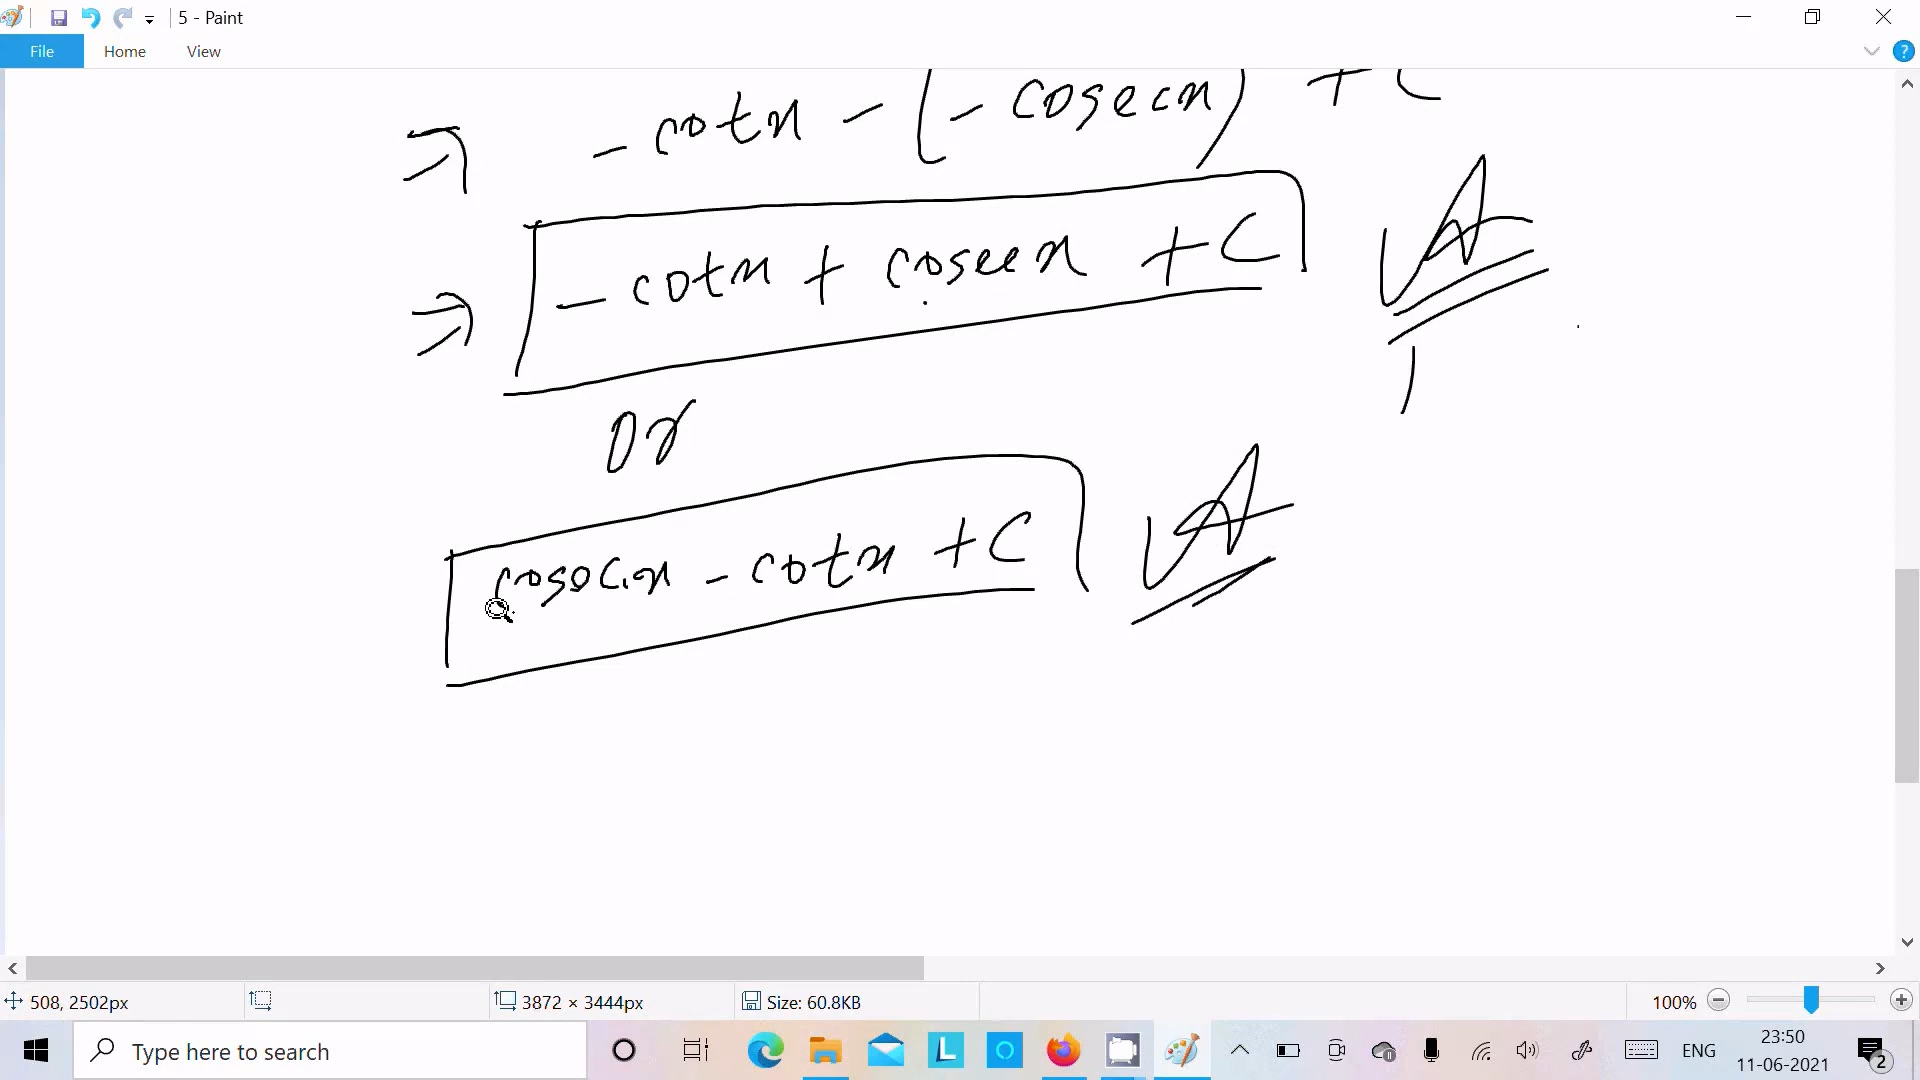 5 - Paint
File Home View
⇒ - cotx - (- cosecx) + C
⇒ - cotx + cosecx + C
or
cosecx - cotx + C
508, 2502px 3872 × 3444px Size: 60.8KB 100%
Type here to search
ENG
23:50
11-06-2021
2